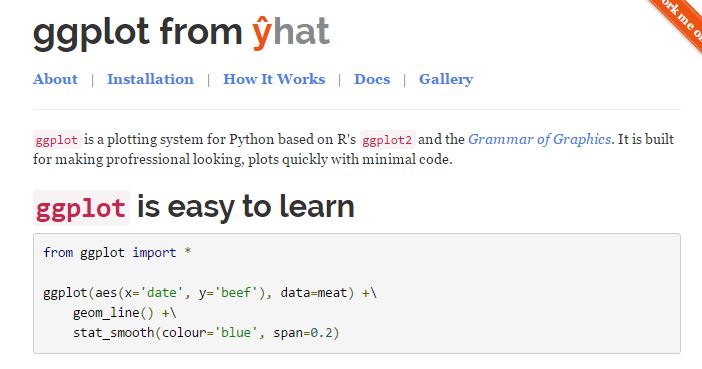 ggplot from ŷhat
ork me o
About | Installation | How It Works | Docs | Gallery
ggplot is a plotting system for Python based on R's ggplot2 and the Grammar of Graphics. It is built
for making profressional looking, plots quickly with minimal code.
ggplot is easy to learn
from ggplot import *
ggplot(aes(x='date', y='beef'), data=meat) +\
    geom_line() +\
    stat_smooth(colour='blue', span=0.2)